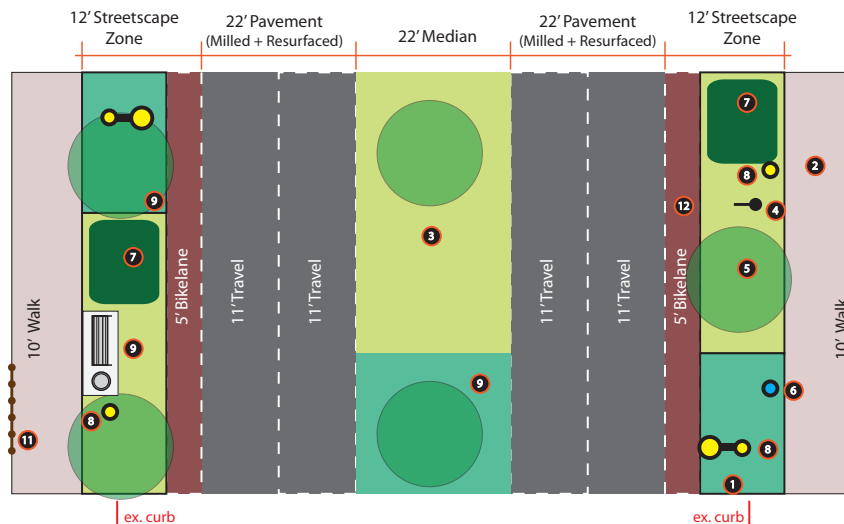 12' Streetscape
Zone
22' Pavement
(Milled + Resurfaced)
22' Median
22' Pavement
(Milled + Resurfaced)
12' Streetscape
Zone
7
2
8
9
12
4
3
7
5
10' Walk
5' Bikelane
11' Travel
11' Travel
11' Travel
11' Travel
5' Bikelane
10' Walk
9
9
6
8
11
8
1
ex. curb
ex. curb